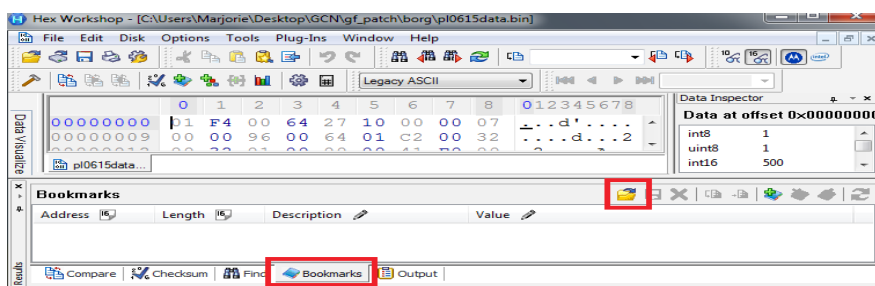 Hex Workshop - [C:\Users\Marjorie\Desktop\GCN\gf_patch\borg\pl0615data.bin]
File Edit Disk Options Tools Plug-Ins Window Help
Legacy ASCII
0 1 2 3 4 5 6 7 8 012345678
00000000 01 F4 00 64 27 10 00 00 07 ...d'....
00000009 00 00 96 00 64 01 C2 00 32 ....d...2
Data Inspector
Data at offset 0x0000000
int8 1
uint8 1
int16 500
Data Visualize
pl0615data...
Bookmarks
Address Length Description Value
Results
Compare Checksum Find Bookmarks Output